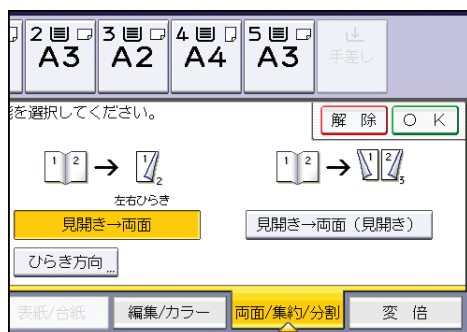 2 3 4 5
A3 A2 A4 A3 手差し
を選択してください。
解除 OK
1 2 → 1 2
1 2 → 1 2 3
左右ひらき
見開き→両面 見開き→両面（見開き）
ひらき方向...
表紙/合紙 編集/カラー 両面/集約/分割 変倍